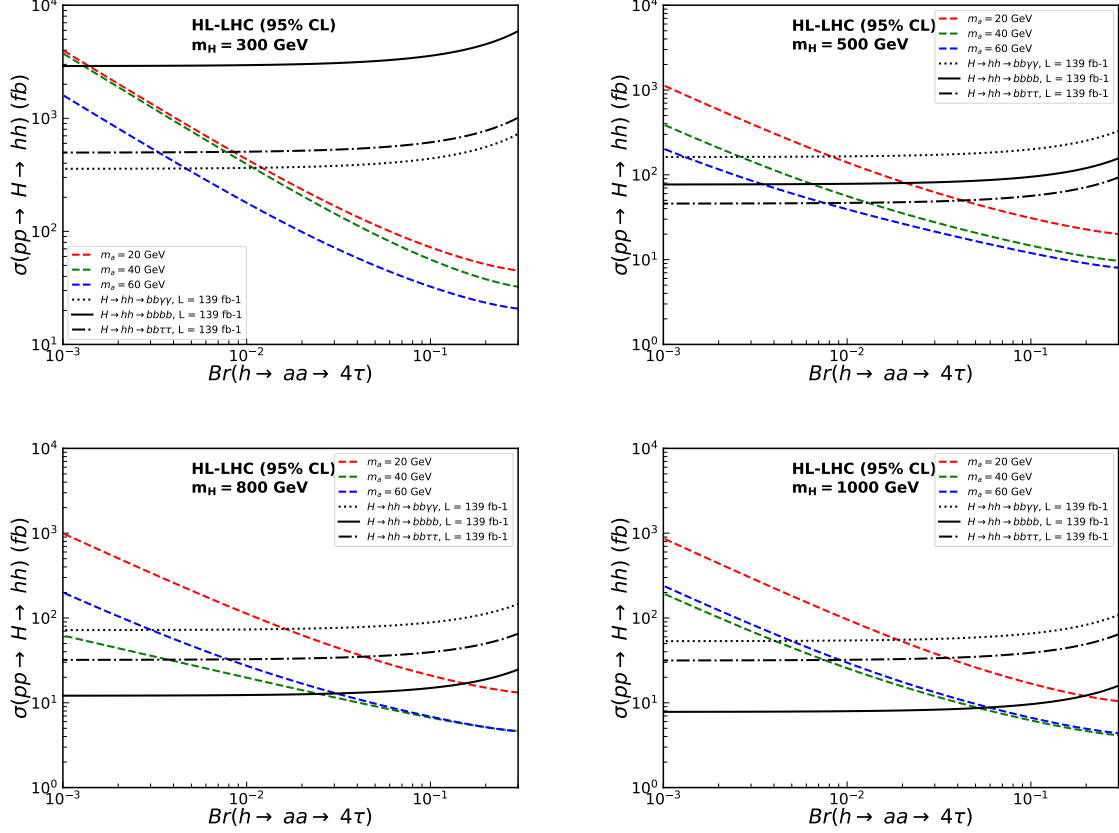 HL-LHC (95% CL)
m_H = 300 GeV
σ(pp → H → hh) (fb)
10^4
10^3
10^2
10^1
m_a = 20 GeV
m_a = 40 GeV
m_a = 60 GeV
H→hh→bbγγ, L = 139 fb-1
H→hh→bbbb, L = 139 fb-1
H→hh→bbττ, L = 139 fb-1
10^-3 10^-2 10^-1
Br(h → aa → 4τ)
HL-LHC (95% CL)
m_H = 500 GeV
m_a = 20 GeV
m_a = 40 GeV
m_a = 60 GeV
H→hh→bbγγ, L = 139 fb-1
H→hh→bbbb, L = 139 fb-1
H→hh→bbττ, L = 139 fb-1
σ(pp → H → hh) (fb)
10^4
10^3
10^2
10^1
10^0
10^-3 10^-2 10^-1
Br(h → aa → 4τ)
HL-LHC (95% CL)
m_H = 800 GeV
m_a = 20 GeV
m_a = 40 GeV
m_a = 60 GeV
H→hh→bbγγ, L = 139 fb-1
H→hh→bbbb, L = 139 fb-1
H→hh→bbττ, L = 139 fb-1
σ(pp → H → hh) (fb)
10^4
10^3
10^2
10^1
10^0
10^-3 10^-2 10^-1
Br(h → aa → 4τ)
HL-LHC (95% CL)
m_H = 1000 GeV
m_a = 20 GeV
m_a = 40 GeV
m_a = 60 GeV
H→hh→bbγγ, L = 139 fb-1
H→hh→bbbb, L = 139 fb-1
H→hh→bbττ, L = 139 fb-1
σ(pp → H → hh) (fb)
10^4
10^3
10^2
10^1
10^0
10^-3 10^-2 10^-1
Br(h → aa → 4τ)